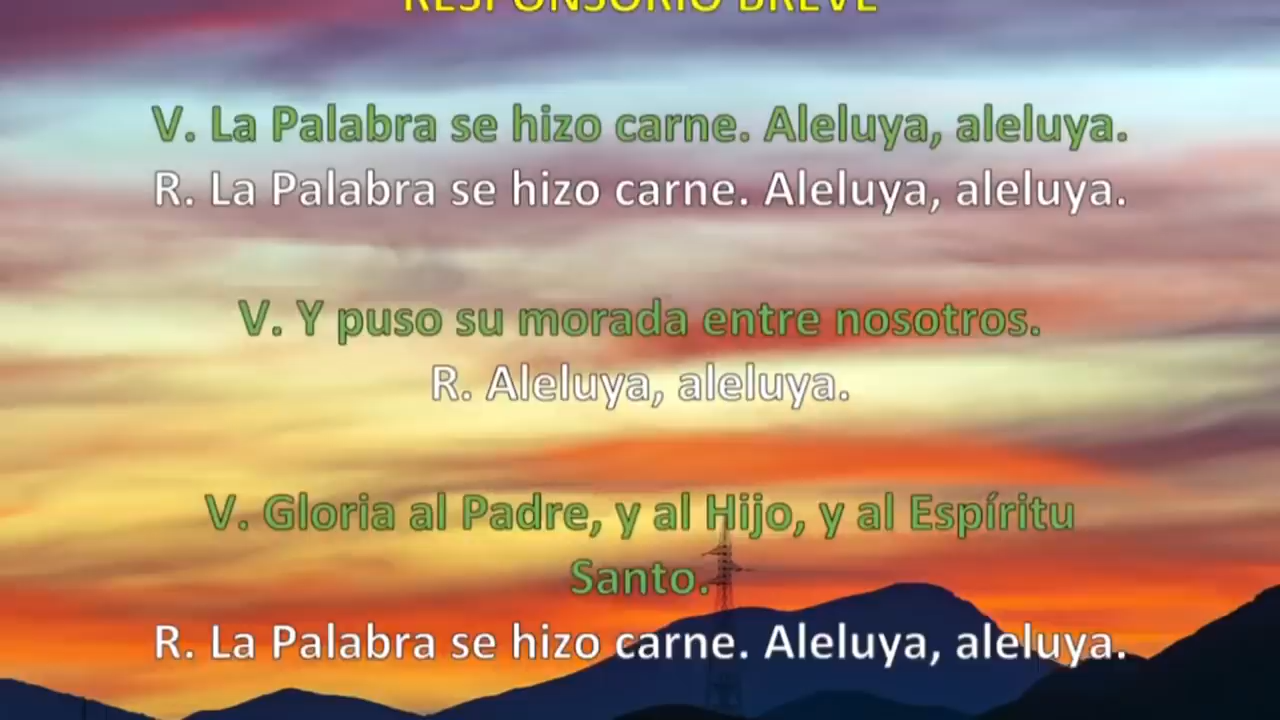 RESPONSORIO BREVE
V. La Palabra se hizo carne. Aleluya, aleluya.
R. La Palabra se hizo carne. Aleluya, aleluya.
V. Y puso su morada entre nosotros.
R. Aleluya, aleluya.
V. Gloria al Padre, y al Hijo, y al Espíritu
Santo.
R. La Palabra se hizo carne. Aleluya, aleluya.